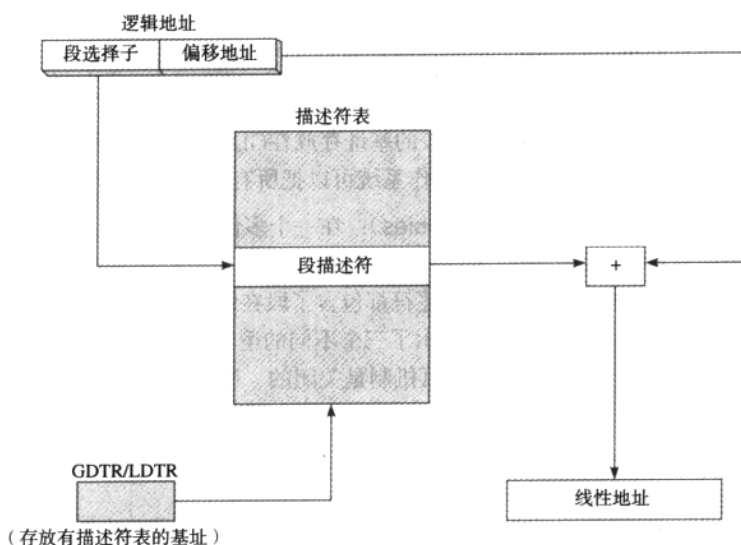 逻辑地址
段选择子
偏移地址
描述符表
段描述符
+
GDTR/LDTR
(存放有描述符表的基址)
线性地址